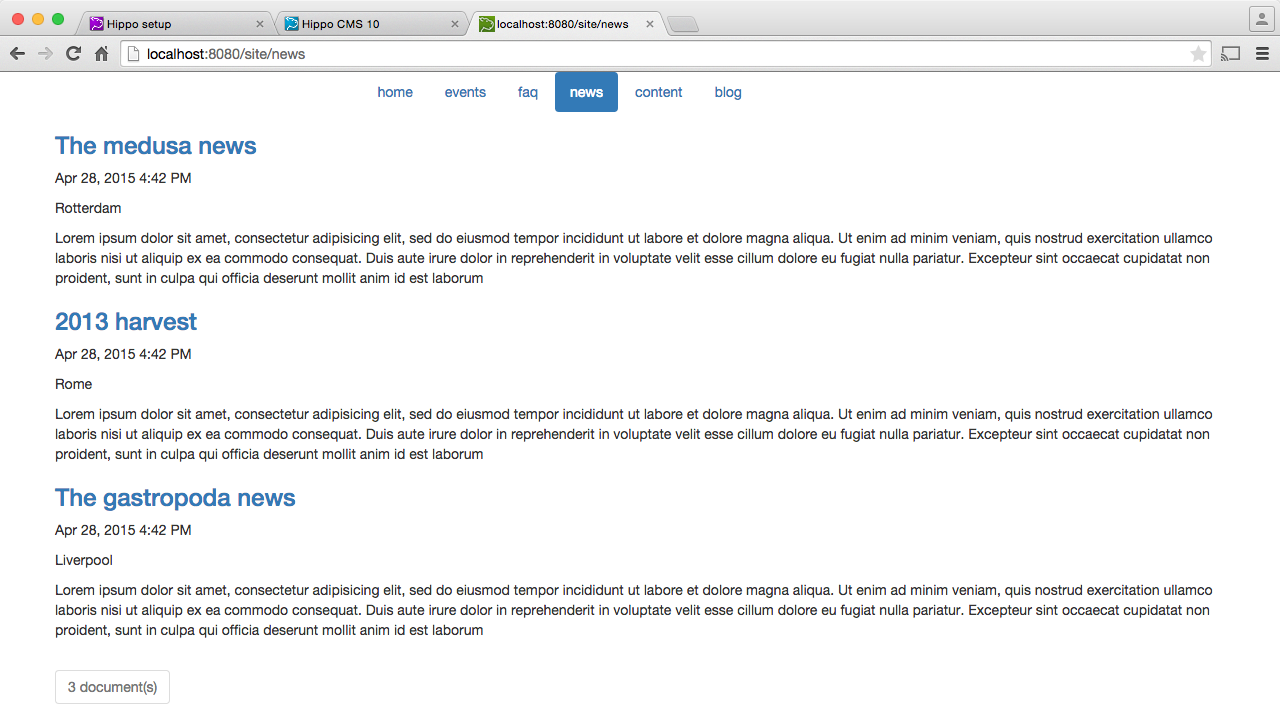 Hippo setup
Hippo CMS 10
localhost:8080/site/news
localhost:8080/site/news
home events faq news content blog
The medusa news
Apr 28, 2015 4:42 PM
Rotterdam
Lorem ipsum dolor sit amet, consectetur adipisicing elit, sed do eiusmod tempor incididunt ut labore et dolore magna aliqua. Ut enim ad minim veniam, quis nostrud exercitation ullamco
laboris nisi ut aliquip ex ea commodo consequat. Duis aute irure dolor in reprehenderit in voluptate velit esse cillum dolore eu fugiat nulla pariatur. Excepteur sint occaecat cupidatat non
proident, sunt in culpa qui officia deserunt mollit anim id est laborum
2013 harvest
Apr 28, 2015 4:42 PM
Rome
Lorem ipsum dolor sit amet, consectetur adipisicing elit, sed do eiusmod tempor incididunt ut labore et dolore magna aliqua. Ut enim ad minim veniam, quis nostrud exercitation ullamco
laboris nisi ut aliquip ex ea commodo consequat. Duis aute irure dolor in reprehenderit in voluptate velit esse cillum dolore eu fugiat nulla pariatur. Excepteur sint occaecat cupidatat non
proident, sunt in culpa qui officia deserunt mollit anim id est laborum
The gastropoda news
Apr 28, 2015 4:42 PM
Liverpool
Lorem ipsum dolor sit amet, consectetur adipisicing elit, sed do eiusmod tempor incididunt ut labore et dolore magna aliqua. Ut enim ad minim veniam, quis nostrud exercitation ullamco
laboris nisi ut aliquip ex ea commodo consequat. Duis aute irure dolor in reprehenderit in voluptate velit esse cillum dolore eu fugiat nulla pariatur. Excepteur sint occaecat cupidatat non
proident, sunt in culpa qui officia deserunt mollit anim id est laborum
3 document(s)